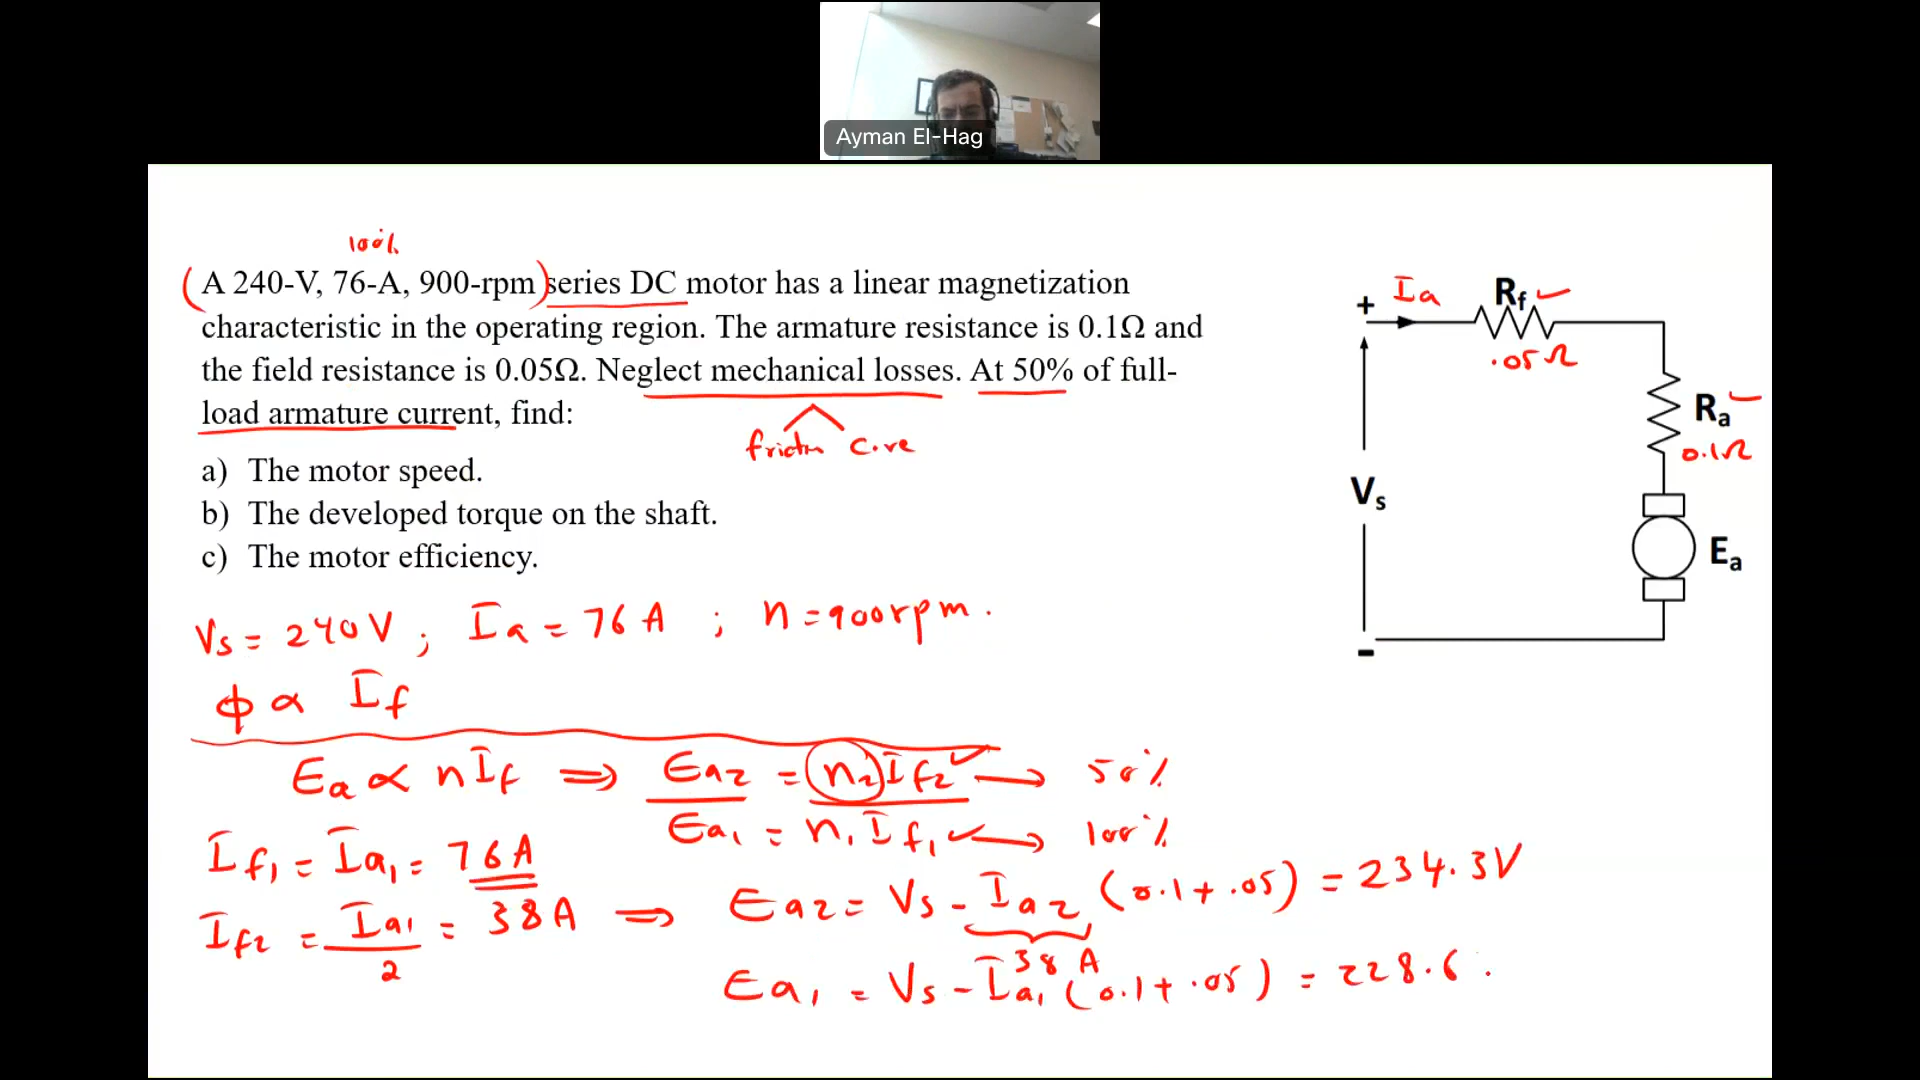 Ayman El-Hag
100%
(A 240-V, 76-A, 900-rpm) series DC motor has a linear magnetization
characteristic in the operating region. The armature resistance is 0.1Ω and
the field resistance is 0.05Ω. Neglect mechanical losses. At 50% of full-
load armature current, find:
friction core
a) The motor speed.
b) The developed torque on the shaft.
c) The motor efficiency.
+ Ia Rf
.05Ω
Ra
0.1Ω
Vs
Ea
-
Vs = 240V ; Ia = 76 A ; n = 900rpm.
φ ∝ If
Ea ∝ nIf ⇒ Ea2 = n2 If2 → 50%
Ea1 = n1 If1 → 100%
If1 = Ia1 = 76A
If2 = Ia1 / 2 = 38A ⇒ Ea2 = Vs - Ia2 (0.1 + .05) = 234.3V
38 A
Ea1 = Vs - Ia1 (0.1 + .05) = 228.6